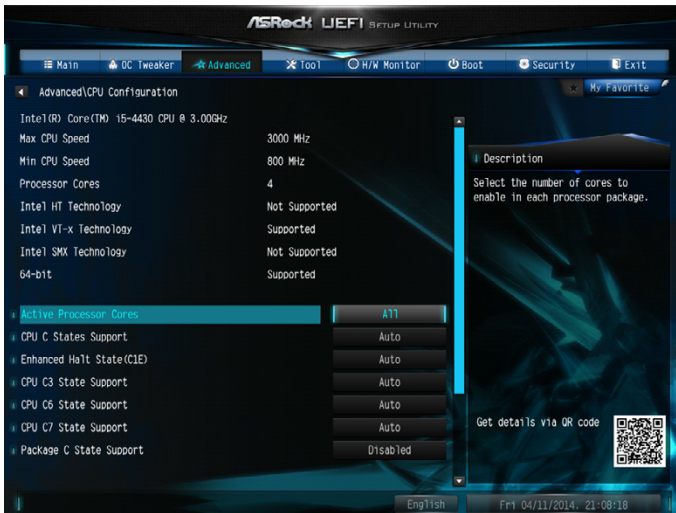 ASRock UEFI SETUP UTILITY
Main OC Tweaker Advanced Tool H/W Monitor Boot Security Exit
Advanced\CPU Configuration
My Favorite
Intel(R) Core(TM) i5-4430 CPU @ 3.00GHz
Max CPU Speed 3000 MHz
Min CPU Speed 800 MHz
Processor Cores 4
Intel HT Technology Not Supported
Intel VT-x Technology Supported
Intel SMX Technology Not Supported
64-bit Supported
Active Processor Cores All
CPU C States Support Auto
Enhanced Halt State(C1E) Auto
CPU C3 State Support Auto
CPU C6 State Support Auto
CPU C7 State Support Auto
Package C State Support Disabled
Description
Select the number of cores to
enable in each processor package.
Get details via QR code
English
Fri 04/11/2014. 21:08:18